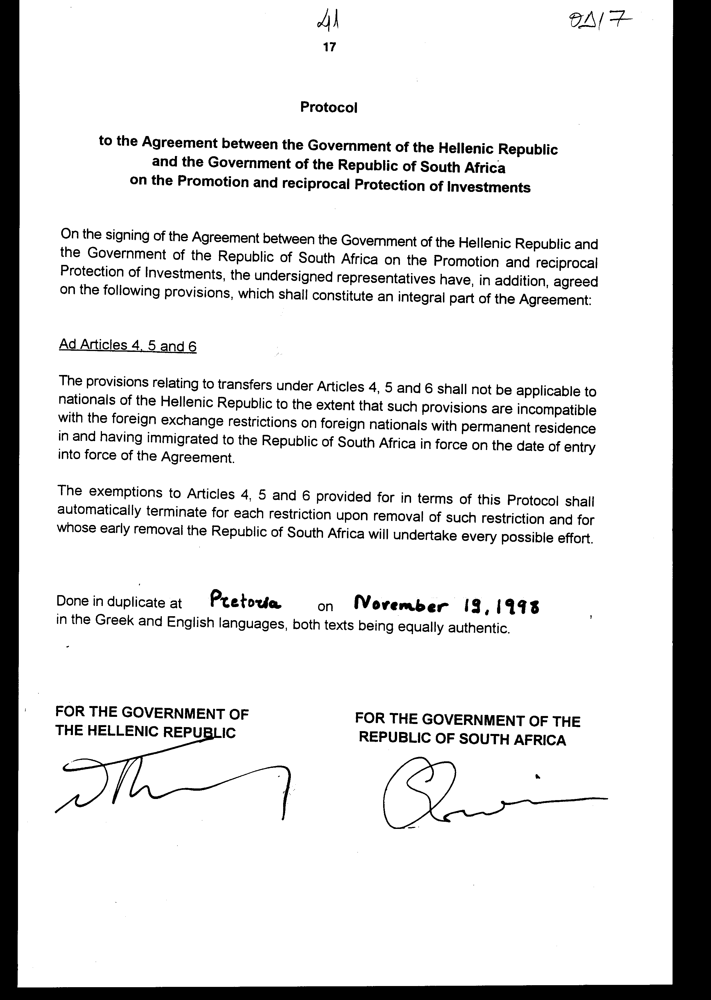 41
ΘΔ/7
17
Protocol
to the Agreement between the Government of the Hellenic Republic
and the Government of the Republic of South Africa
on the Promotion and reciprocal Protection of Investments
On the signing of the Agreement between the Government of the Hellenic Republic and
the Government of the Republic of South Africa on the Promotion and reciprocal
Protection of Investments, the undersigned representatives have, in addition, agreed
on the following provisions, which shall constitute an integral part of the Agreement:
Ad Articles 4, 5 and 6
The provisions relating to transfers under Articles 4, 5 and 6 shall not be applicable to
nationals of the Hellenic Republic to the extent that such provisions are incompatible
with the foreign exchange restrictions on foreign nationals with permanent residence
in and having immigrated to the Republic of South Africa in force on the date of entry
into force of the Agreement.
The exemptions to Articles 4, 5 and 6 provided for in terms of this Protocol shall
automatically terminate for each restriction upon removal of such restriction and for
whose early removal the Republic of South Africa will undertake every possible effort.
Done in duplicate at Pretoria on November 19, 1998 ,
in the Greek and English languages, both texts being equally authentic.
FOR THE GOVERNMENT OF
THE HELLENIC REPUBLIC
FOR THE GOVERNMENT OF THE
REPUBLIC OF SOUTH AFRICA